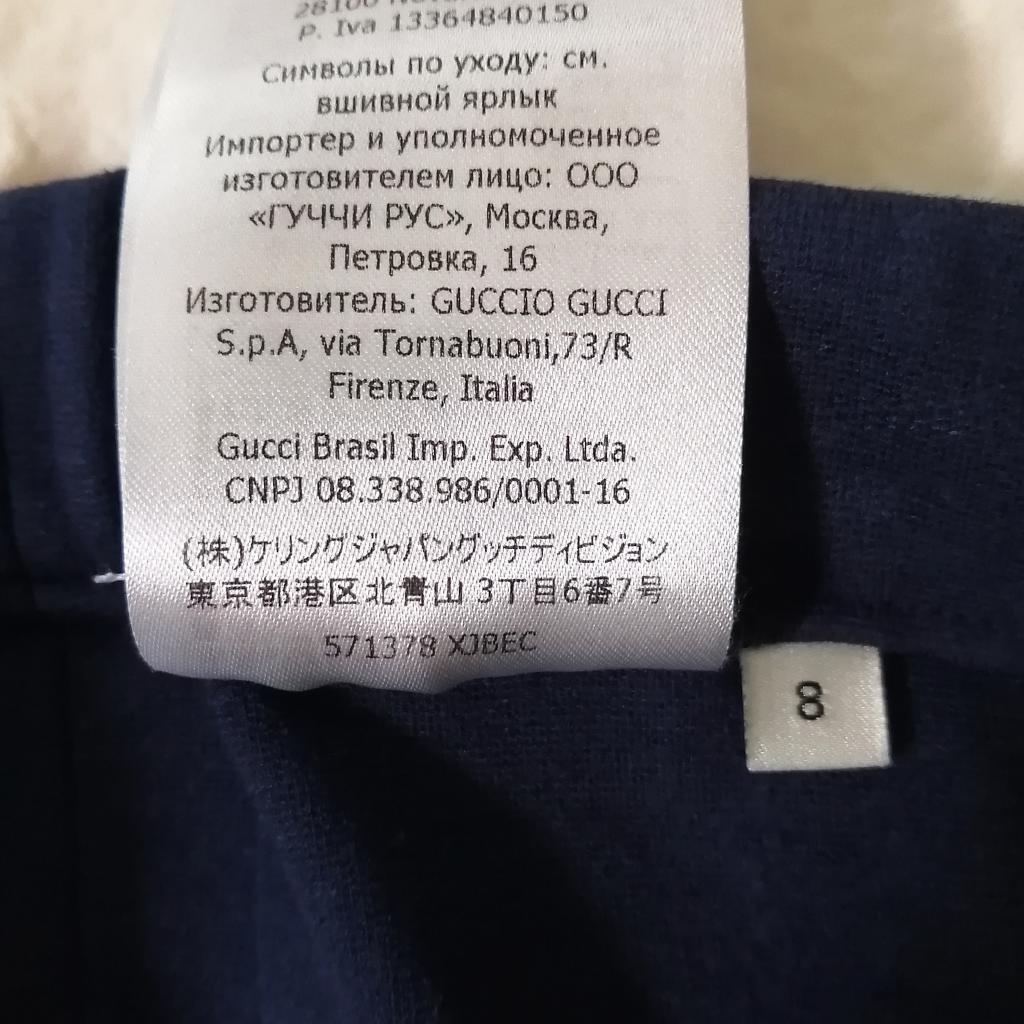 28100
P. Iva 13364840150
Символы по уходу: см.
вшивной ярлык
Импортер и уполномоченное
изготовителем лицо: ООО
«ГУЧЧИ РУС», Москва,
Петровка, 16
Изготовитель: GUCCIO GUCCI
S.p.A, via Tornabuoni,73/R
Firenze, Italia
Gucci Brasil Imp. Exp. Ltda.
CNPJ 08.338.986/0001-16
(株)ケリングジャパングッチディビジョン
東京都港区北青山 3丁目6番7号
571378 XJBEC
8